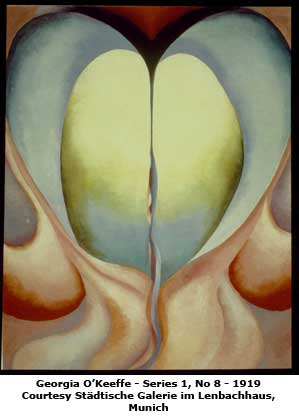 Georgia O’Keeffe - Series 1, No 8 - 1919
Courtesy Städtische Galerie im Lenbachhaus,
Munich